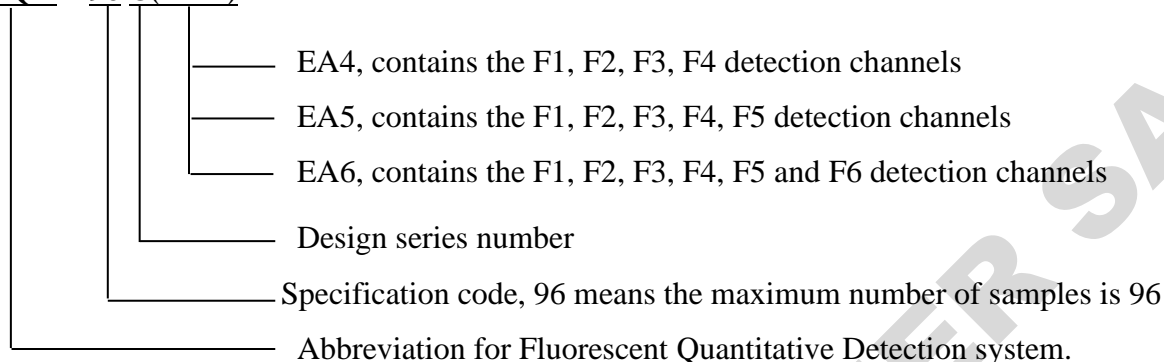 EA4, contains the F1, F2, F3, F4 detection channels
EA5, contains the F1, F2, F3, F4, F5 detection channels
EA6, contains the F1, F2, F3, F4, F5 and F6 detection channels
Design series number
Specification code, 96 means the maximum number of samples is 96
Abbreviation for Fluorescent Quantitative Detection system.